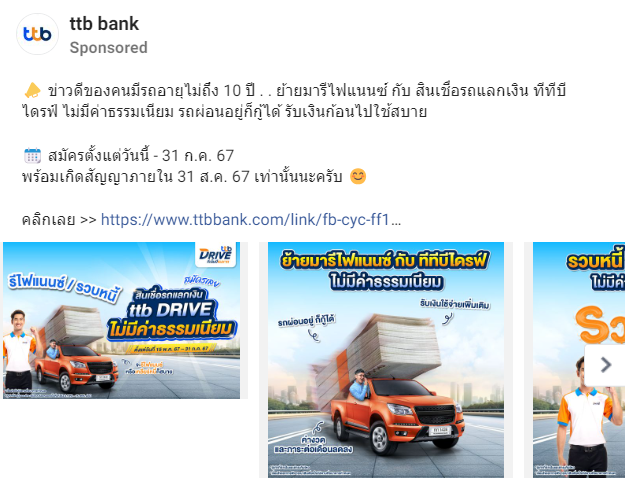 ttb bank
Sponsored
📣 ข่าวดีของคนมีรถอายุไม่ถึง 10 ปี . . ย้ายมารีไฟแนนซ์ กับ สินเชื่อรถแลกเงิน ทีทีบี
ไดรฟ์ ไม่มีค่าธรรมเนียม รถผ่อนอยู่ก็กู้ได้ รับเงินก้อนไปใช้สบาย
🗓️ สมัครตั้งแต่วันนี้ - 31 ก.ค. 67
พร้อมเกิดสัญญาภายใน 31 ส.ค. 67 เท่านั้นนะครับ 😊
คลิกเลย >> https://www.ttbbank.com/link/fb-cyc-ff1...
ttb
DRIVE
รีไฟแนนซ์ / รวบหนี้
สมัครเลย
สินเชื่อรถแลกเงิน
ttb DRIVE
ไม่มีค่าธรรมเนียม
ย้ายมารีไฟแนนซ์ กับ ทีทีบีไดรฟ์
ไม่มีค่าธรรมเนียม
รับเงินใช้จ่ายเพิ่มเติม
รถผ่อนอยู่ ก็กู้ได้
ค่างวด
และภาระต่อเดือนลดลง
รวบหนี้
ไม่มีค่